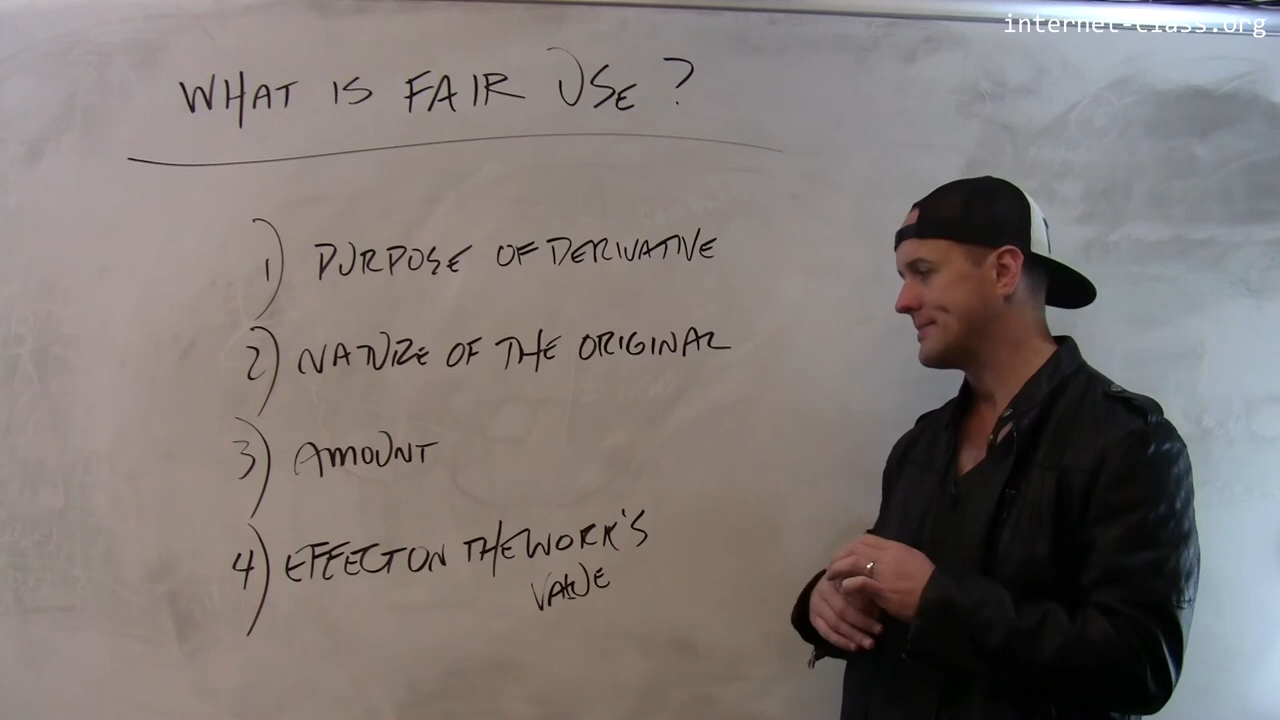 internet-class.org
WHAT IS FAIR USE?
1) PURPOSE OF DERIVATIVE
2) NATURE OF THE ORIGINAL
3) AMOUNT
4) EFFECT ON THE WORK'S
VALUE